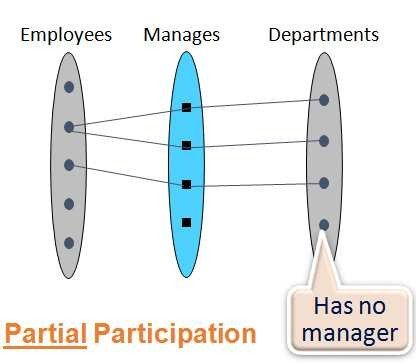 Employees Manages Departments
Has no
manager
Partial Participation